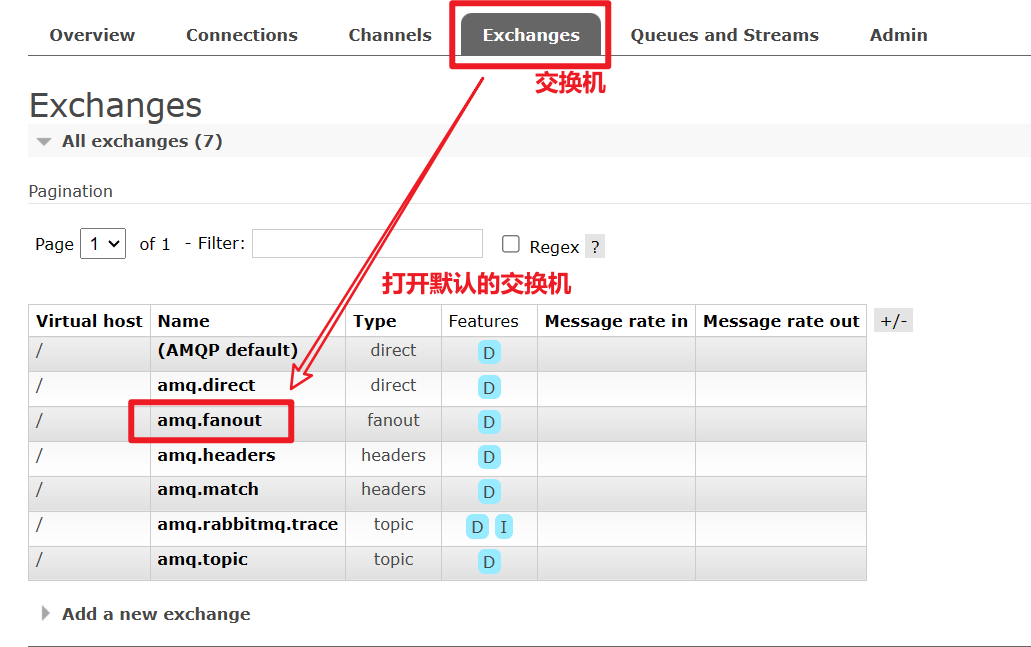 Overview Connections Channels Exchanges Queues and Streams Admin
交换机
Exchanges
All exchanges (7)
Pagination
Page 1 of 1 - Filter: Regex ?
打开默认的交换机
Virtual host Name Type Features Message rate in Message rate out +/-
/ (AMQP default) direct D
/ amq.direct direct D
/ amq.fanout fanout D
/ amq.headers headers D
/ amq.match headers D
/ amq.rabbitmq.trace topic D I
/ amq.topic topic D
Add a new exchange